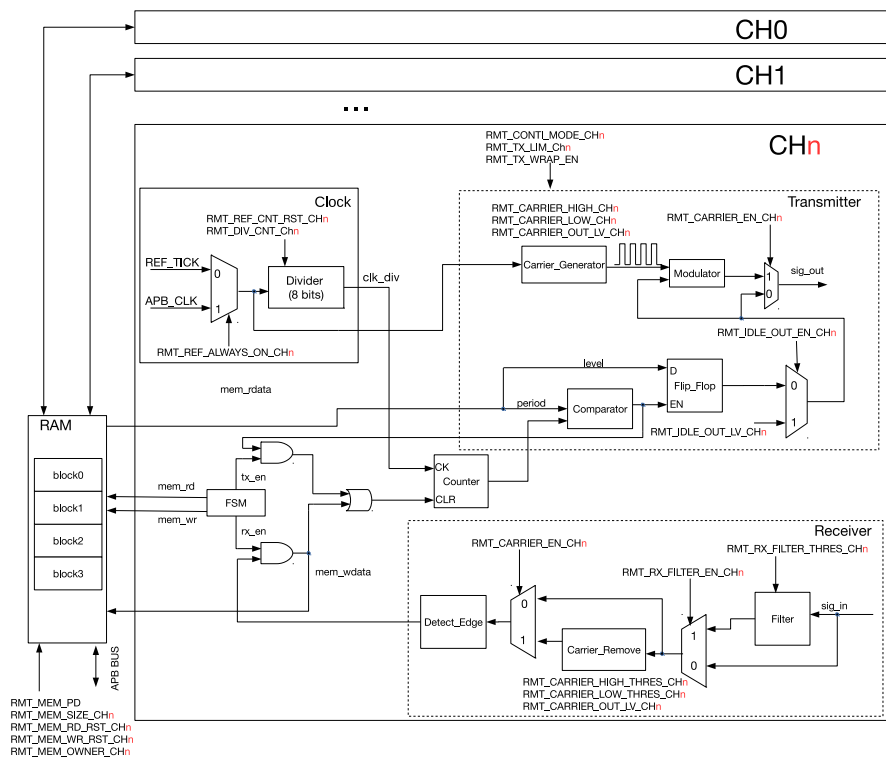 CH0
CH1
...
CHn
RMT_CONTI_MODE_CHn
RMT_TX_LIM_Chn
RMT_TX_WRAP_EN
Clock
RMT_REF_CNT_RST_CHn
RMT_DIV_CNT_Chn
REF_TICK
0
APB_CLK
1
Divider
(8 bits)
clk_div
RMT_REF_ALWAYS_ON_CHn
Transmitter
RMT_CARRIER_HIGH_CHn
RMT_CARRIER_LOW_CHn
RMT_CARRIER_OUT_LV_CHn
RMT_CARRIER_EN_CHn
Carrier_Generator
Modulator
1
0
sig_out
RMT_IDLE_OUT_EN_CHn
level
D
Flip_Flop
EN
0
1
period
Comparator
RMT_IDLE_OUT_LV_CHn
mem_rdata
RAM
block0
block1
block2
block3
mem_rd
mem_wr
tx_en
FSM
rx_en
CK
Counter
CLR
mem_wdata
Receiver
RMT_CARRIER_EN_CHn
RMT_RX_FILTER_THRES_CHn
RMT_RX_FILTER_EN_CHn
sig_in
Filter
1
0
Detect_Edge
0
1
Carrier_Remove
RMT_CARRIER_HIGH_THRES_CHn
RMT_CARRIER_LOW_THRES_CHn
RMT_CARRIER_OUT_LV_CHn
APB BUS
RMT_MEM_PD
RMT_MEM_SIZE_CHn
RMT_MEM_RD_RST_CHn
RMT_MEM_WR_RST_CHn
RMT_MEM_OWNER_CHn